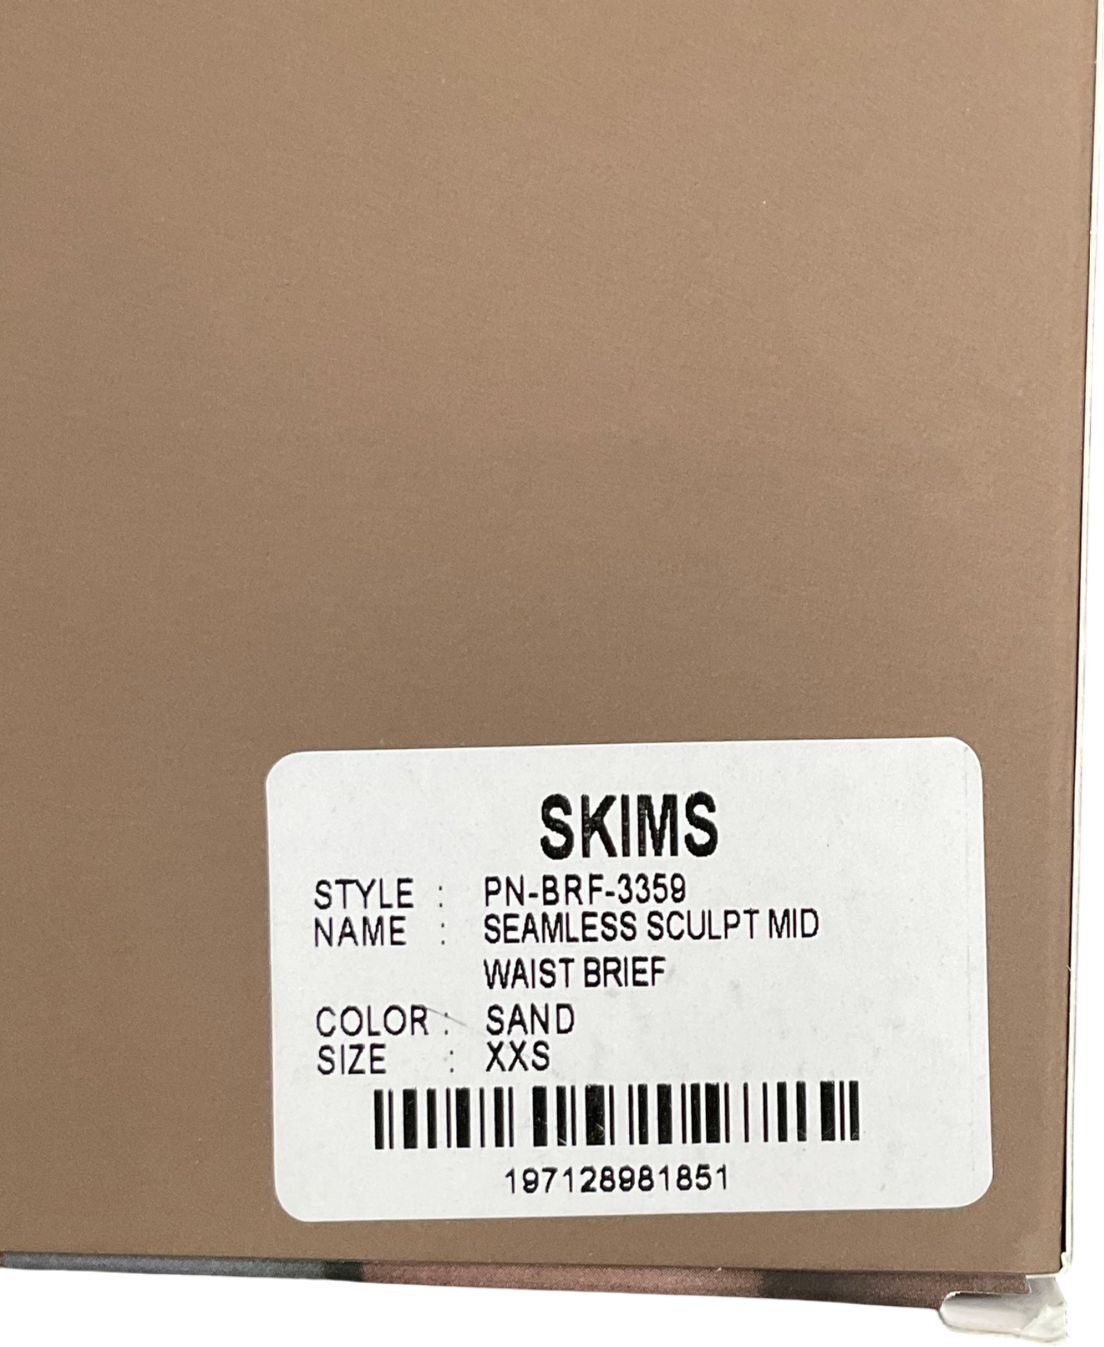 SKIMS
STYLE : PN-BRF-3359
NAME : SEAMLESS SCULPT MID
WAIST BRIEF
COLOR : SAND
SIZE : XXS
197128981851